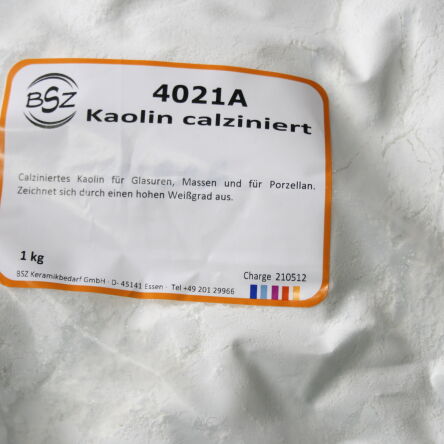 BSZ
4021A
Kaolin calziniert
Calziniertes Kaolin für Glasuren, Massen und für Porzellan.
Zeichnet sich durch einen hohen Weißgrad aus.
1 kg
Charge 210512
BSZ Keramikbedarf GmbH · D- 45141 Essen · Tel +49 201 29966